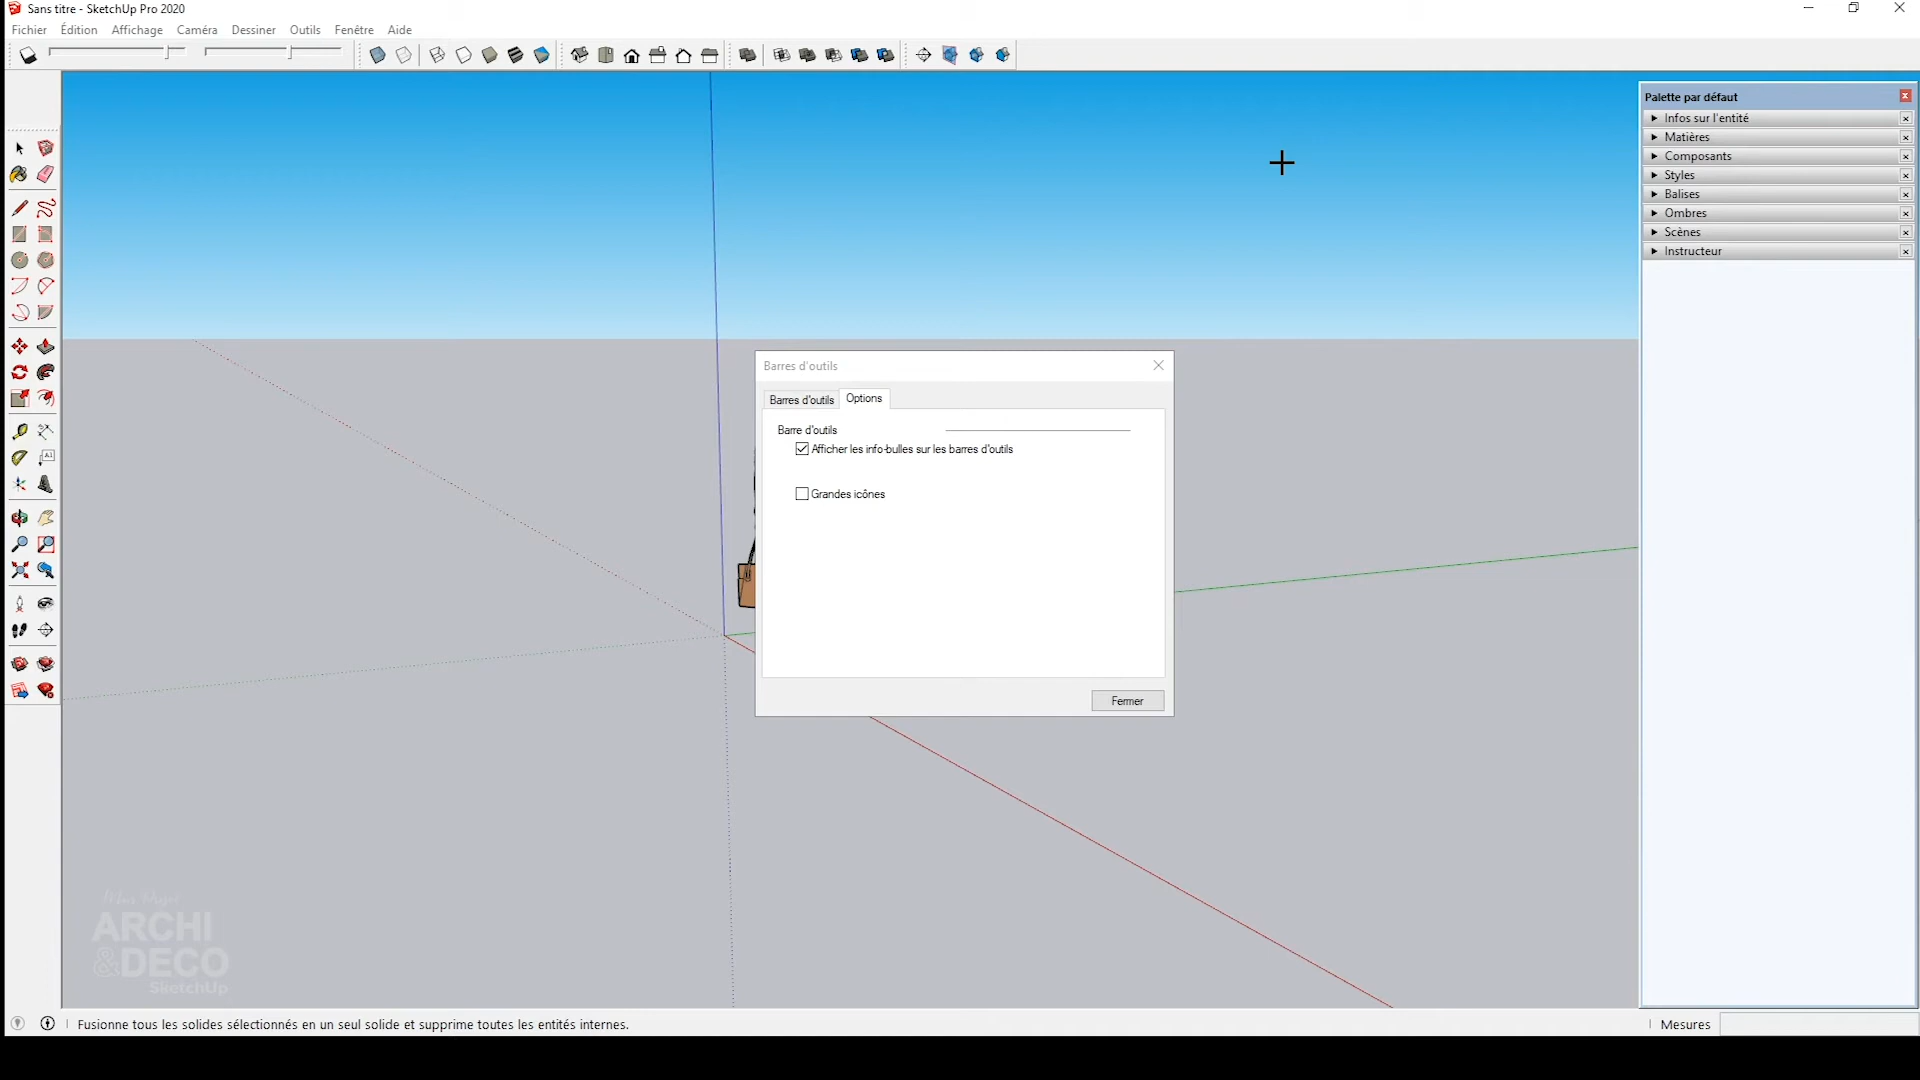 Sans titre - SketchUp Pro 2020
Fichier Édition Affichage Caméra Dessiner Outils Fenêtre Aide
Palette par défaut
Infos sur l'entité
Matières
Composants
Styles
Balises
Ombres
Scènes
Instructeur
Barres d'outils
Barres d'outils Options
Barre d'outils
Afficher les info-bulles sur les barres d'outils
Grandes icônes
Fermer
A1
ARCHI
&DECO
SketchUp
Fusionne tous les solides sélectionnés en un seul solide et supprime toutes les entités internes.
Mesures